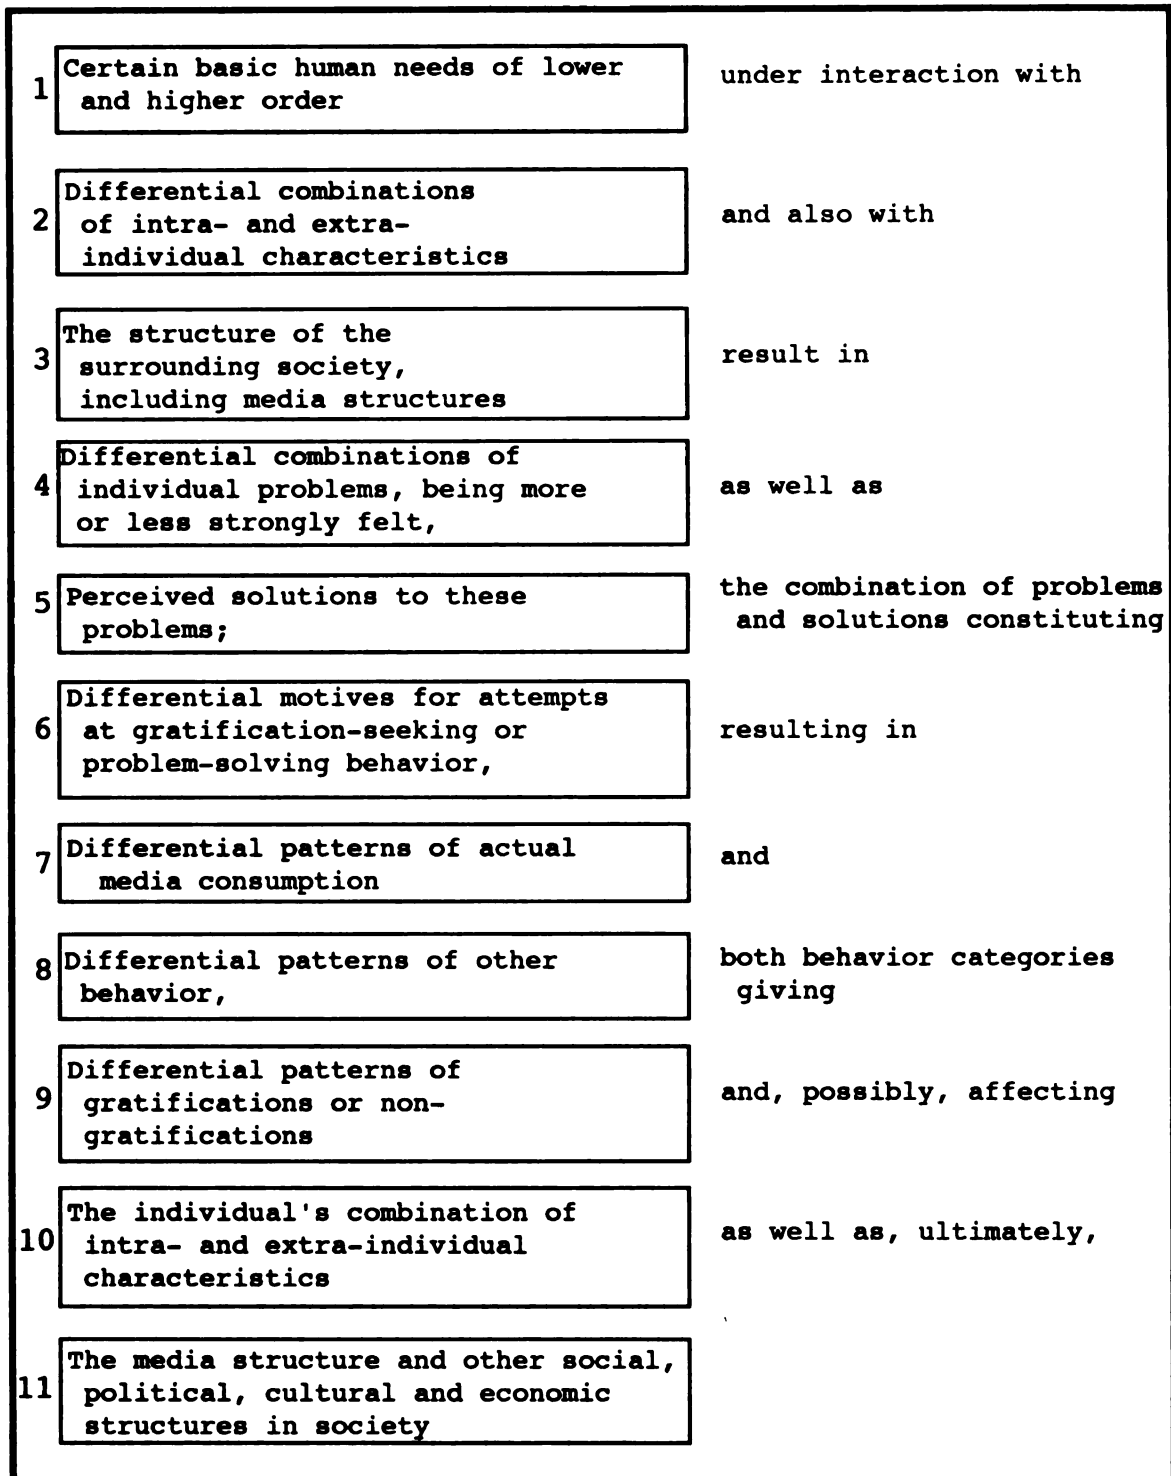 1 Certain basic human needs of lower under interaction with
and higher order
Differential combinations
2 of intra- and extra- and also with
individual characteristics
The structure of the
3 surrounding society, result in
including media structures
Differential combinations of
4 individual problems, being more as well as
or less strongly felt,
5 Perceived solutions to these the combination of problems
problems; and solutions constituting
Differential motives for attempts
6 at gratification-seeking or resulting in
problem-solving behavior,
7 Differential patterns of actual and
media consumption
8 Differential patterns of other both behavior categories
behavior, giving
Differential patterns of
9 gratifications or non- and, possibly, affecting
gratifications
The individual's combination of
10 intra- and extra-individual as well as, ultimately,
characteristics
The media structure and other social,
11 political, cultural and economic
structures in society